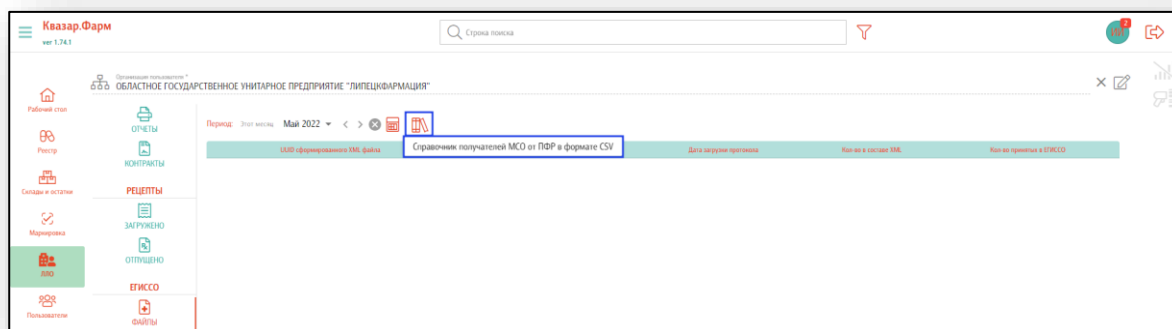 Квазар.Фарм
ver 1.74.1
Строка поиска
2
Организация пользователя *
ОБЛАСТНОЕ ГОСУДАРСТВЕННОЕ УНИТАРНОЕ ПРЕДПРИЯТИЕ "ЛИПЕЦКФАРМАЦИЯ"
Рабочий стол
Реестр
Склады и остатки
Маркировка
ЛЛО
Пользователи
ОТЧЕТЫ
КОНТРАКТЫ
РЕЦЕПТЫ
ЗАГРУЖЕНО
ОТПУЩЕНО
ЕГИССО
ФАЙЛЫ
Период: Этот месяц Май 2022
Справочник получателей МСО от ПФР в формате CSV
UUID сформированного XML файла
Дата загрузки протокола
Кол-во в составе XML
Кол-во принятых в ЕГИССО